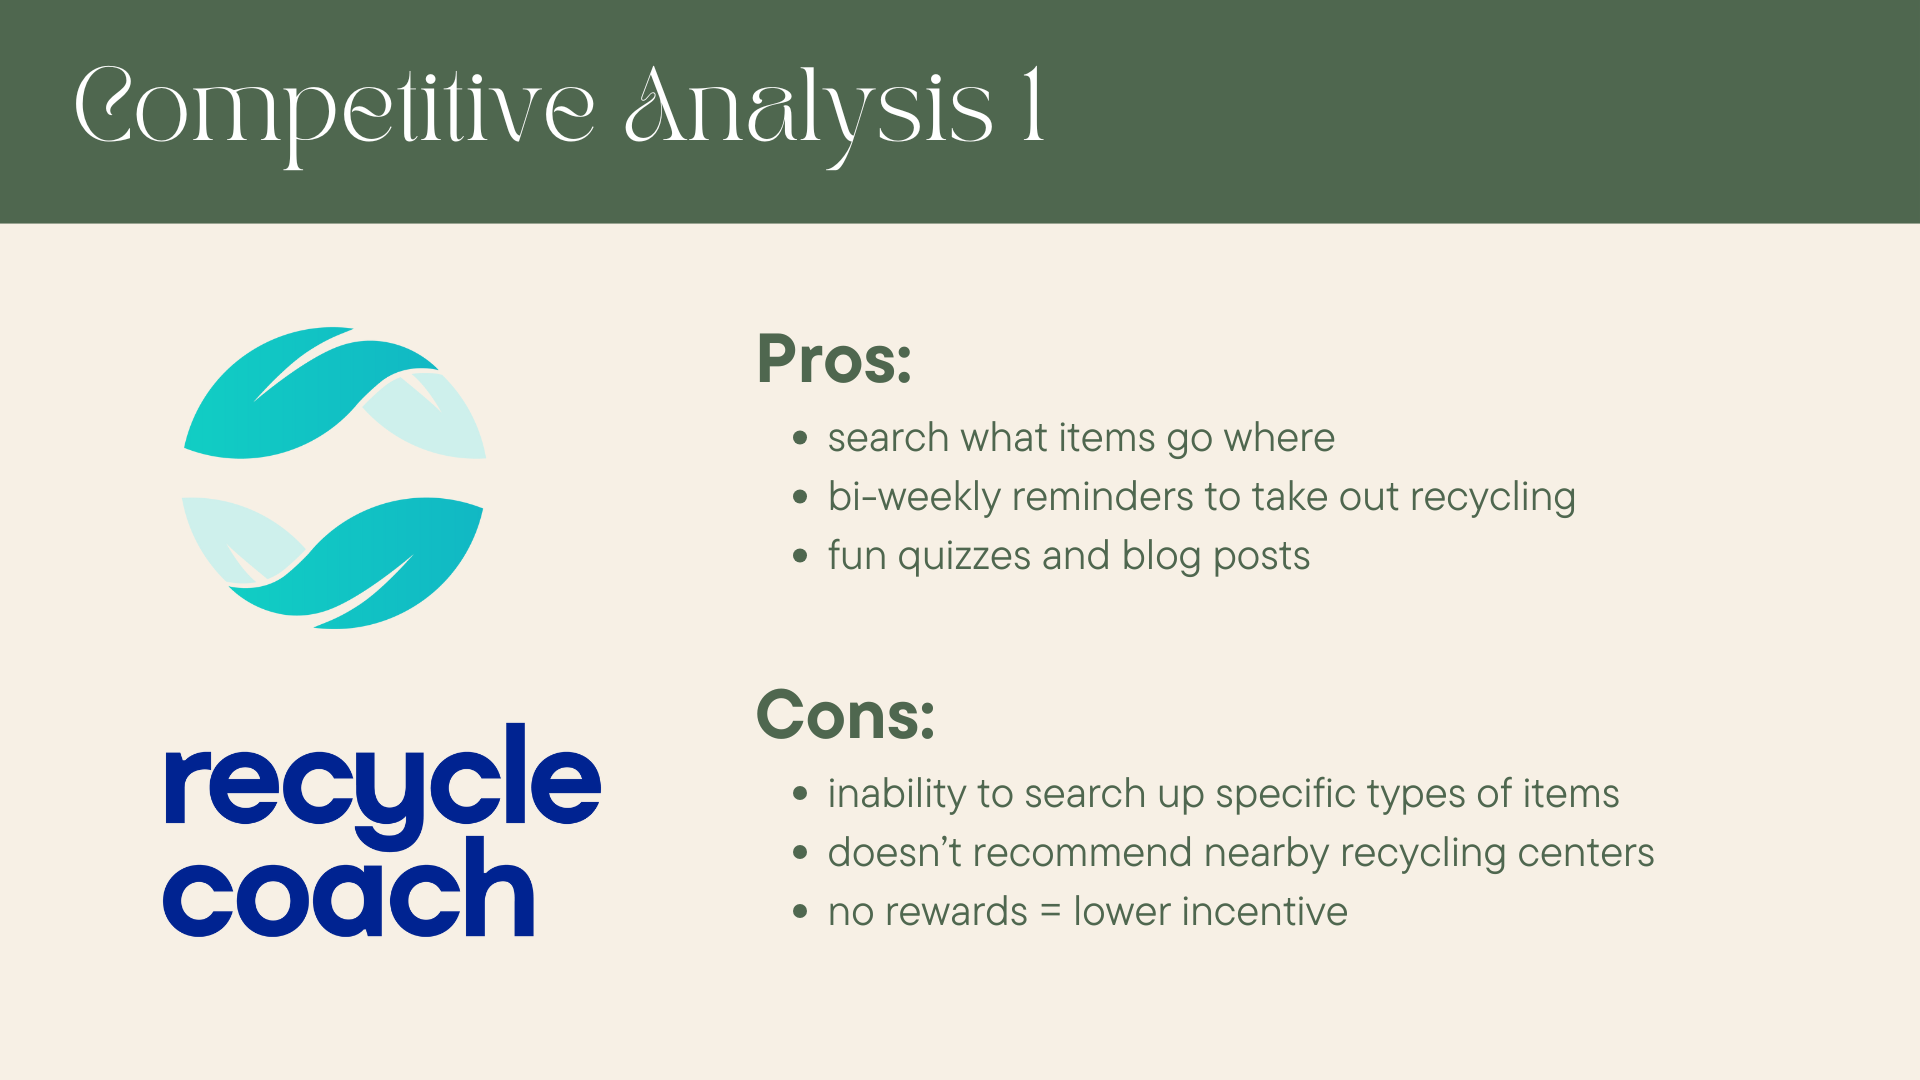 Competitive Analysis 1
recycle
coach
Pros:
• search what items go where
• bi-weekly reminders to take out recycling
• fun quizzes and blog posts
Cons:
• inability to search up specific types of items
• doesn’t recommend nearby recycling centers
• no rewards = lower incentive